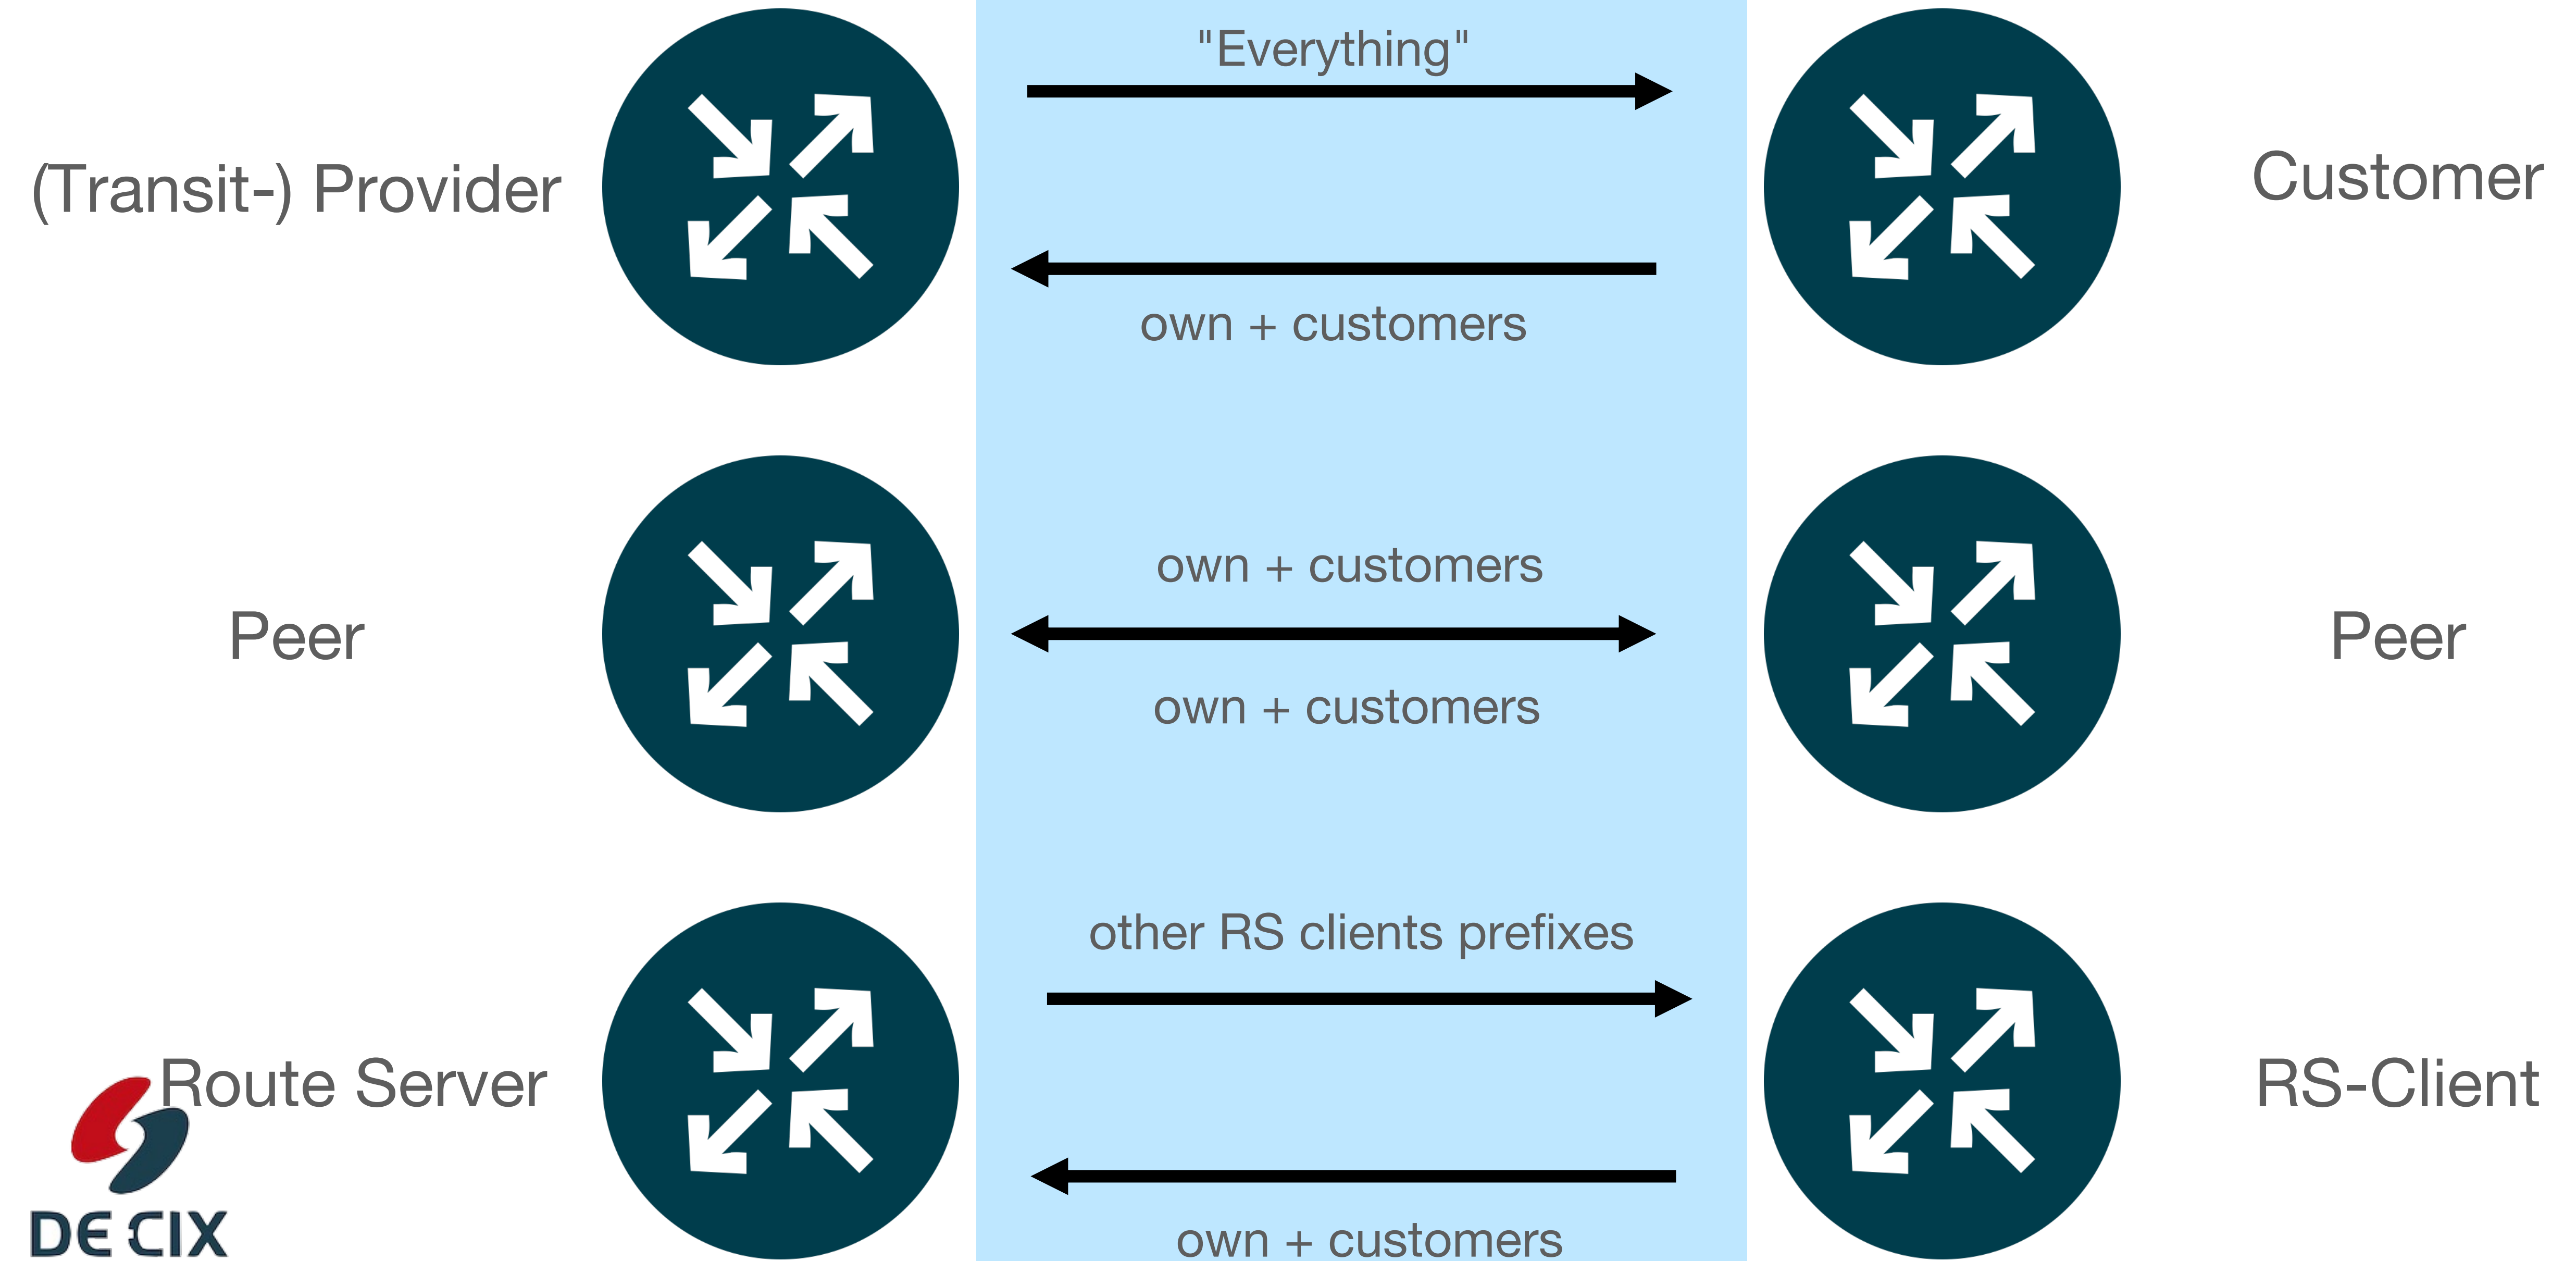 "Everything"
(Transit-) Provider
Customer
own + customers
own + customers
Peer
Peer
own + customers
other RS clients prefixes
Route Server
RS-Client
own + customers
DE CIX